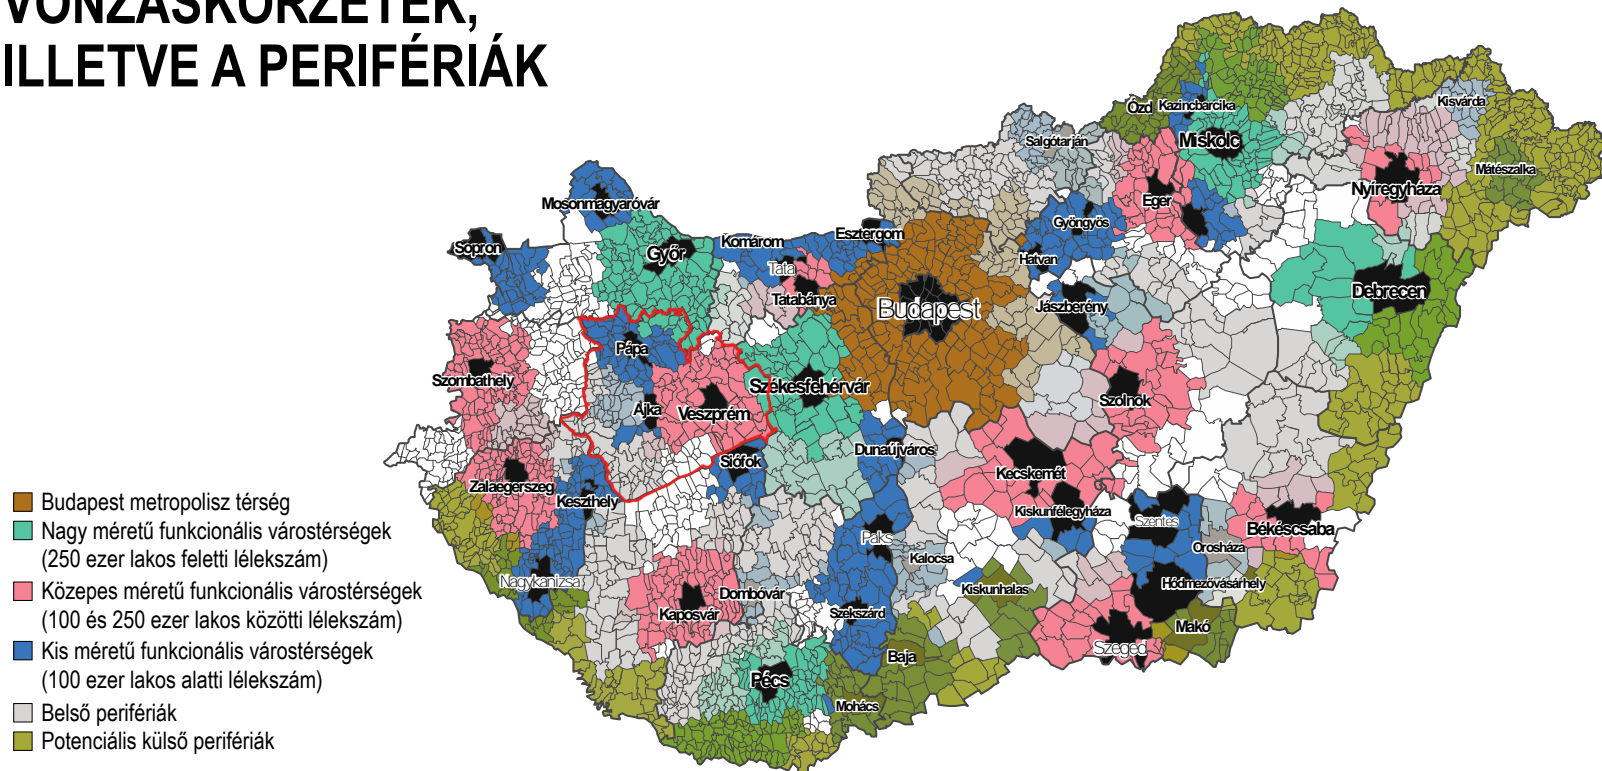 VONZÁSKÖRZETEK,
ILLETVE A PERIFÉRIÁK
Ózd
Kazincbarcika
Kisvárda
Salgótarján
Miskolc
Mátészalka
Nyíregyháza
Mosonmagyaróvár
Eger
Gyöngyös
Sopron
Győr
Komárom
Esztergom
Hatvan
Tata
Tatabánya
Budapest
Jászberény
Debrecen
Pápa
Szombathely
Székesfehérvár
Ajka
Veszprém
Szolnok
Siófok
Dunaújváros
Kecskemét
Zalaegerszeg
Keszthely
Kiskunfélegyháza
Szentes
Békéscsaba
Paks
Kalocsa
Orosháza
Nagykanizsa
Dombóvár
Kiskunhalas
Hódmezővásárhely
Kaposvár
Szekszárd
Makó
Szeged
Baja
Pécs
Mohács
Budapest metropolisz térség
Nagy méretű funkcionális várostérségek
(250 ezer lakos feletti lélekszám)
Közepes méretű funkcionális várostérségek
(100 és 250 ezer lakos közötti lélekszám)
Kis méretű funkcionális várostérségek
(100 ezer lakos alatti lélekszám)
Belső perifériák
Potenciális külső perifériák